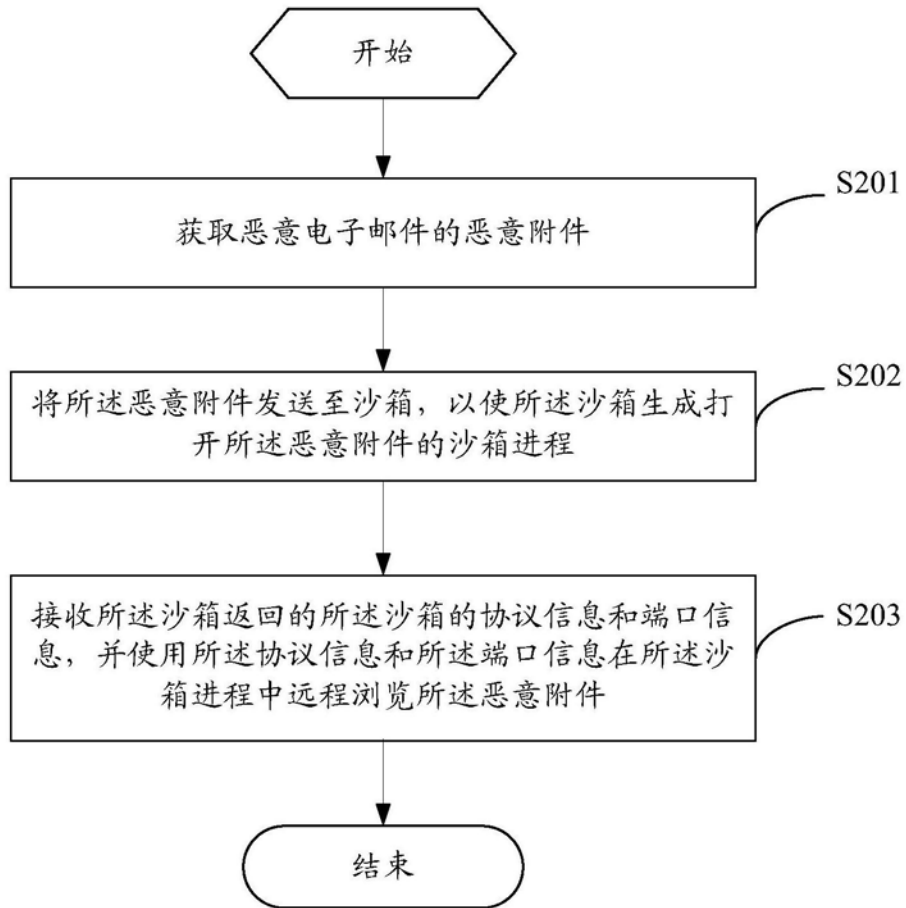 开始
S201
获取恶意电子邮件的恶意附件
S202
将所述恶意附件发送至沙箱，以使所述沙箱生成打
开所述恶意附件的沙箱进程
S203
接收所述沙箱返回的所述沙箱的协议信息和端口信
息，并使用所述协议信息和所述端口信息在所述沙
箱进程中远程浏览所述恶意附件
结束